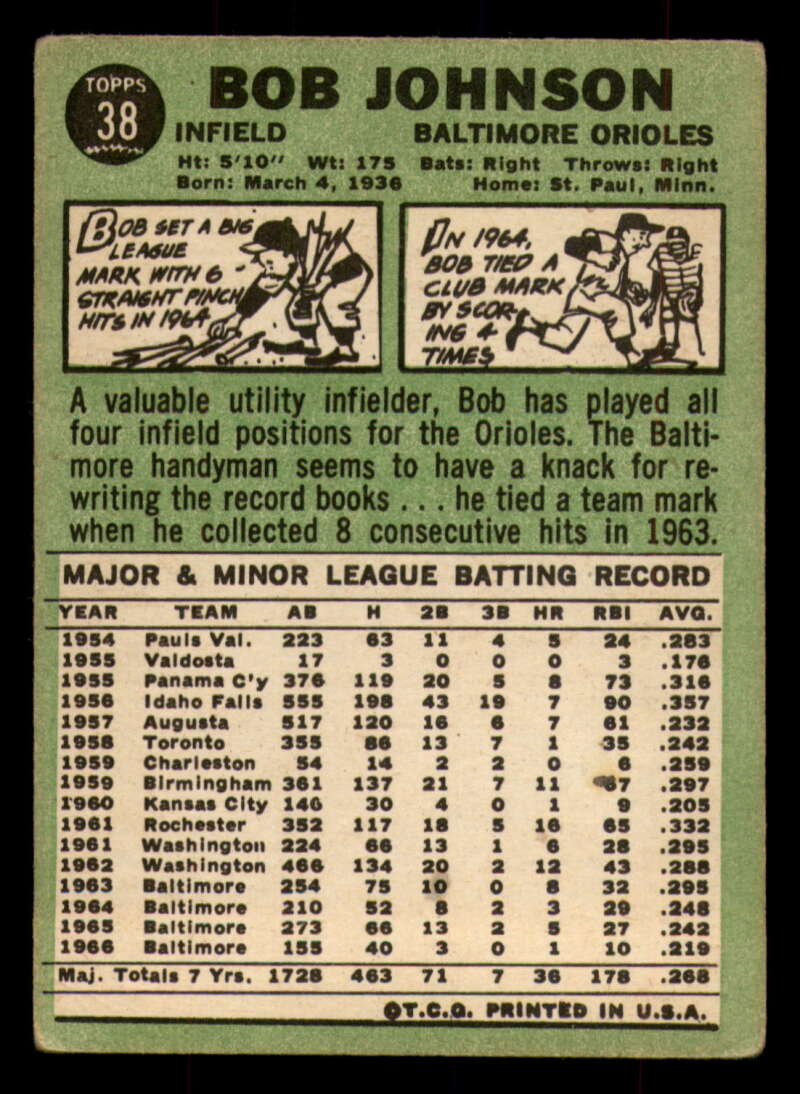 TOPPS
38
BOB JOHNSON
INFIELD BALTIMORE ORIOLES
Ht: 5'10" Wt: 175 Bats: Right Throws: Right
Born: March 4, 1936 Home: St. Paul, Minn.
BOB SET A BIG
LEAGUE
MARK WITH 6
STRAIGHT PINCH
HITS IN 1964
IN 1964,
BOB TIED A
CLUB MARK
BY SCOR-
ING 4
TIMES
A valuable utility infielder, Bob has played all
four infield positions for the Orioles. The Balti-
more handyman seems to have a knack for re-
writing the record books . . . he tied a team mark
when he collected 8 consecutive hits in 1963.
MAJOR & MINOR LEAGUE BATTING RECORD
YEAR TEAM AB H 2B 3B HR RBI AVG.
1954 Pauls Val. 223 63 11 4 5 24 .283
1955 Valdosta 17 3 0 0 0 3 .176
1955 Panama C'y 376 119 20 5 8 73 .316
1956 Idaho Falls 555 198 43 19 7 90 .357
1957 Augusta 517 120 16 6 7 61 .232
1958 Toronto 355 86 13 7 1 35 .242
1959 Charleston 54 14 2 2 0 6 .259
1959 Birmingham 361 137 21 7 11 67 .297
1960 Kansas City 146 30 4 0 1 9 .205
1961 Rochester 352 117 18 5 16 65 .332
1961 Washington 224 66 13 1 6 28 .295
1962 Washington 466 134 20 2 12 43 .288
1963 Baltimore 254 75 10 0 8 32 .295
1964 Baltimore 210 52 8 2 3 29 .248
1965 Baltimore 273 66 13 2 5 27 .242
1966 Baltimore 155 40 3 0 1 10 .219
Maj. Totals 7 Yrs. 1728 463 71 7 36 178 .268
©T.C.G. PRINTED IN U.S.A.